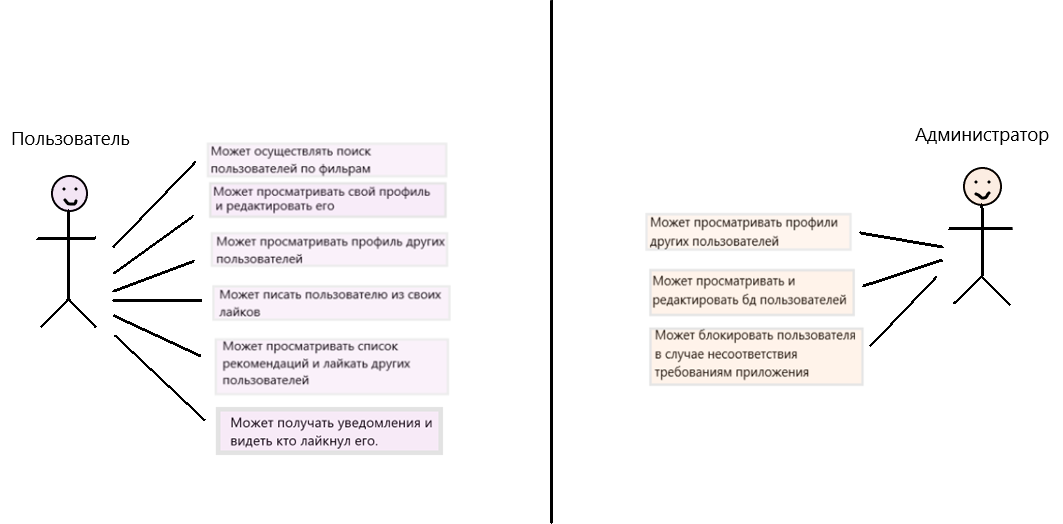 Пользователь
Может осуществлять поиск
пользователей по фильрам
Может просматривать свой профиль
и редактировать его
Может просматривать профиль других
пользователей
Может писать пользователю из своих
лайков
Может просматривать список
рекомендаций и лайкать других
пользователей
Может получать уведомления и
видеть кто лайкнул его.
Администратор
Может просматривать профили
других пользователей
Может просматривать и
редактировать бд пользователей
Может блокировать пользователя
в случае несоответствия
требованиям приложения